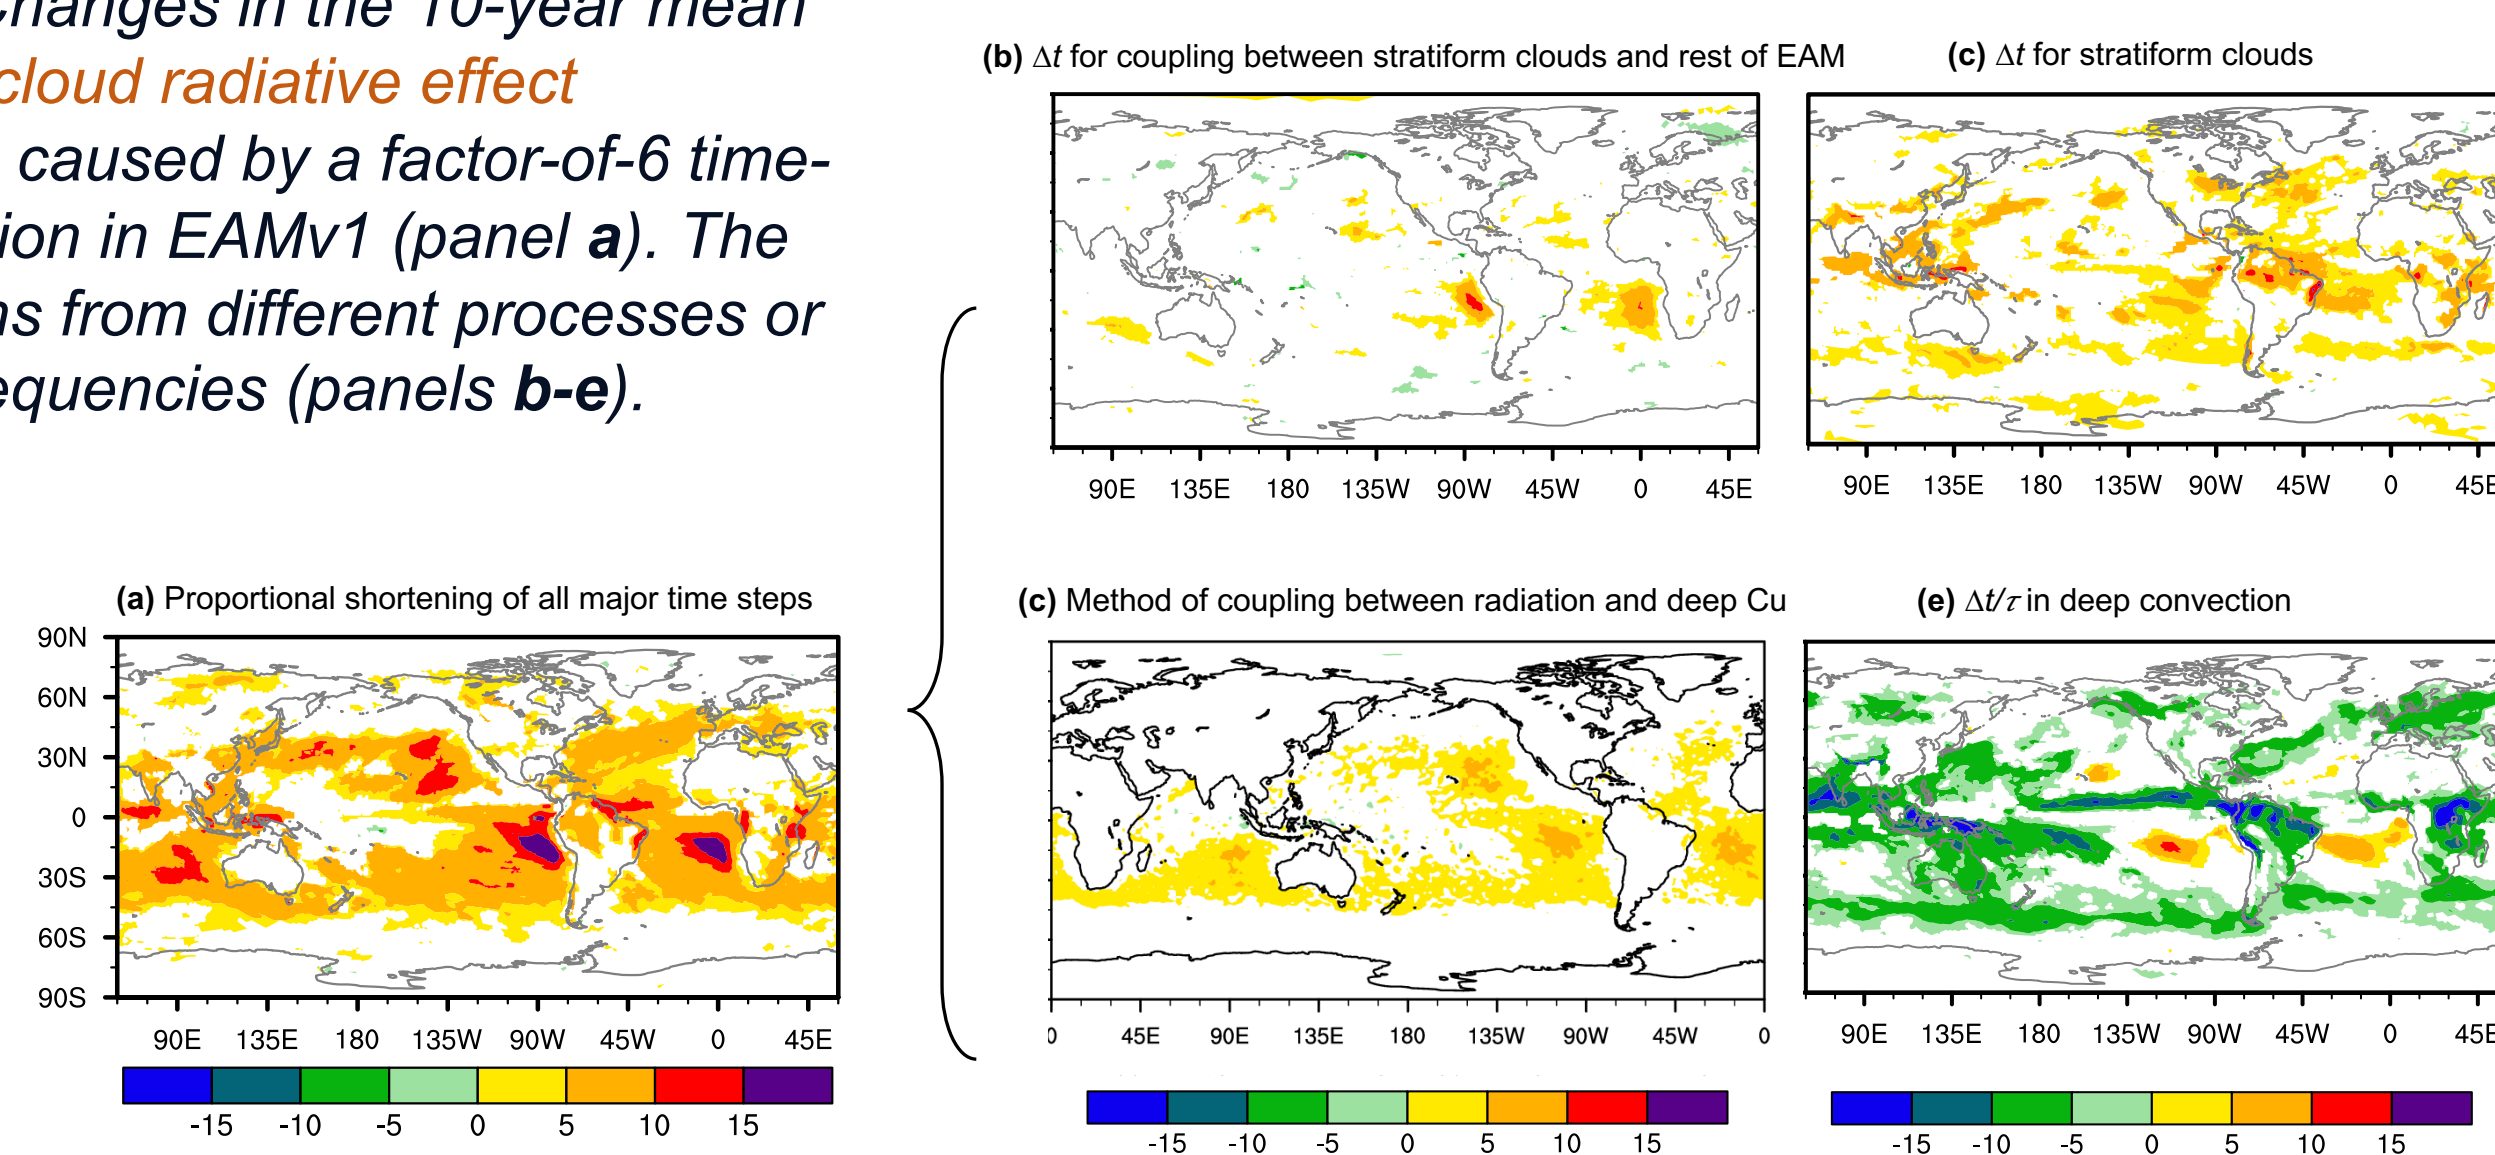 Changes in the 10-year mean
cloud radiative effect
caused by a factor-of-6 time-
in EAMv1 (panel a). The
from different processes or
(panels b-e).
(b) Δt for coupling between stratiform clouds and rest of EAM
(c) Δt for stratiform clouds
90E 135E 180 135W 90W 45W 0 45E
90E 135E 180 135W 90W 45W 0 45E
(a) Proportional shortening of all major time steps
(c) Method of coupling between radiation and deep Cu
(e) Δt/τ in deep convection
90N
60N
30N
0
30S
60S
90S
90E 135E 180 135W 90W 45W 0 45E
0 45E 90E 135E 180 135W 90W 45W 0
90E 135E 180 135W 90W 45W 0 45E
-15 -10 -5 0 5 10 15
-15 -10 -5 0 5 10 15
-15 -10 -5 0 5 10 15